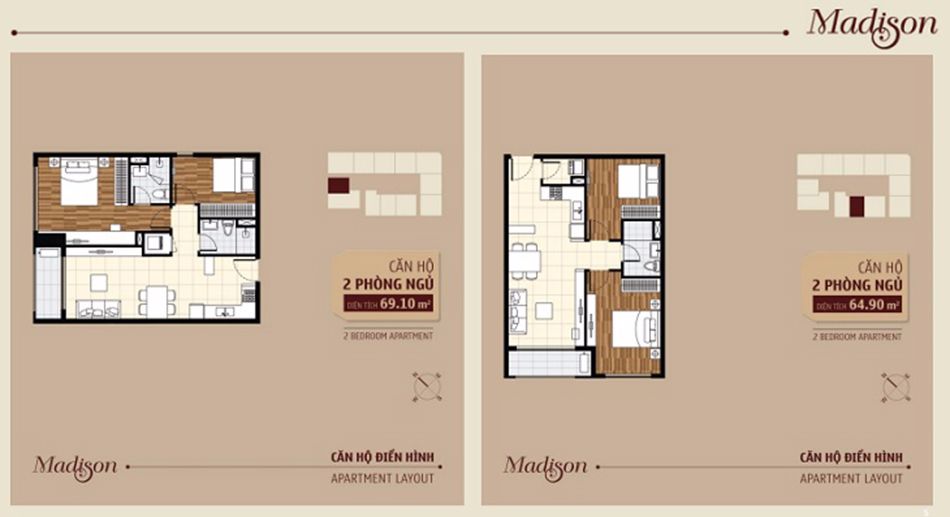 Madison
CĂN HỘ
2 PHÒNG NGỦ
DIỆN TÍCH 69.10 m²
2 BEDROOM APARTMENT
Madison
CĂN HỘ ĐIỂN HÌNH
APARTMENT LAYOUT
CĂN HỘ
2 PHÒNG NGỦ
DIỆN TÍCH 64.90 m²
2 BEDROOM APARTMENT
Madison
CĂN HỘ ĐIỂN HÌNH
APARTMENT LAYOUT